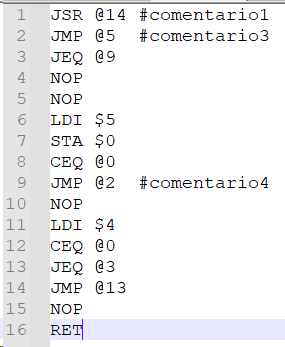 1 JSR @14 #comentario1
2 JMP @5 #comentario3
3 JEQ @9
4 NOP
5 NOP
6 LDI $5
7 STA $0
8 CEQ @0
9 JMP @2 #comentario4
10 NOP
11 LDI $4
12 CEQ @0
13 JEQ @3
14 JMP @13
15 NOP
16 RET